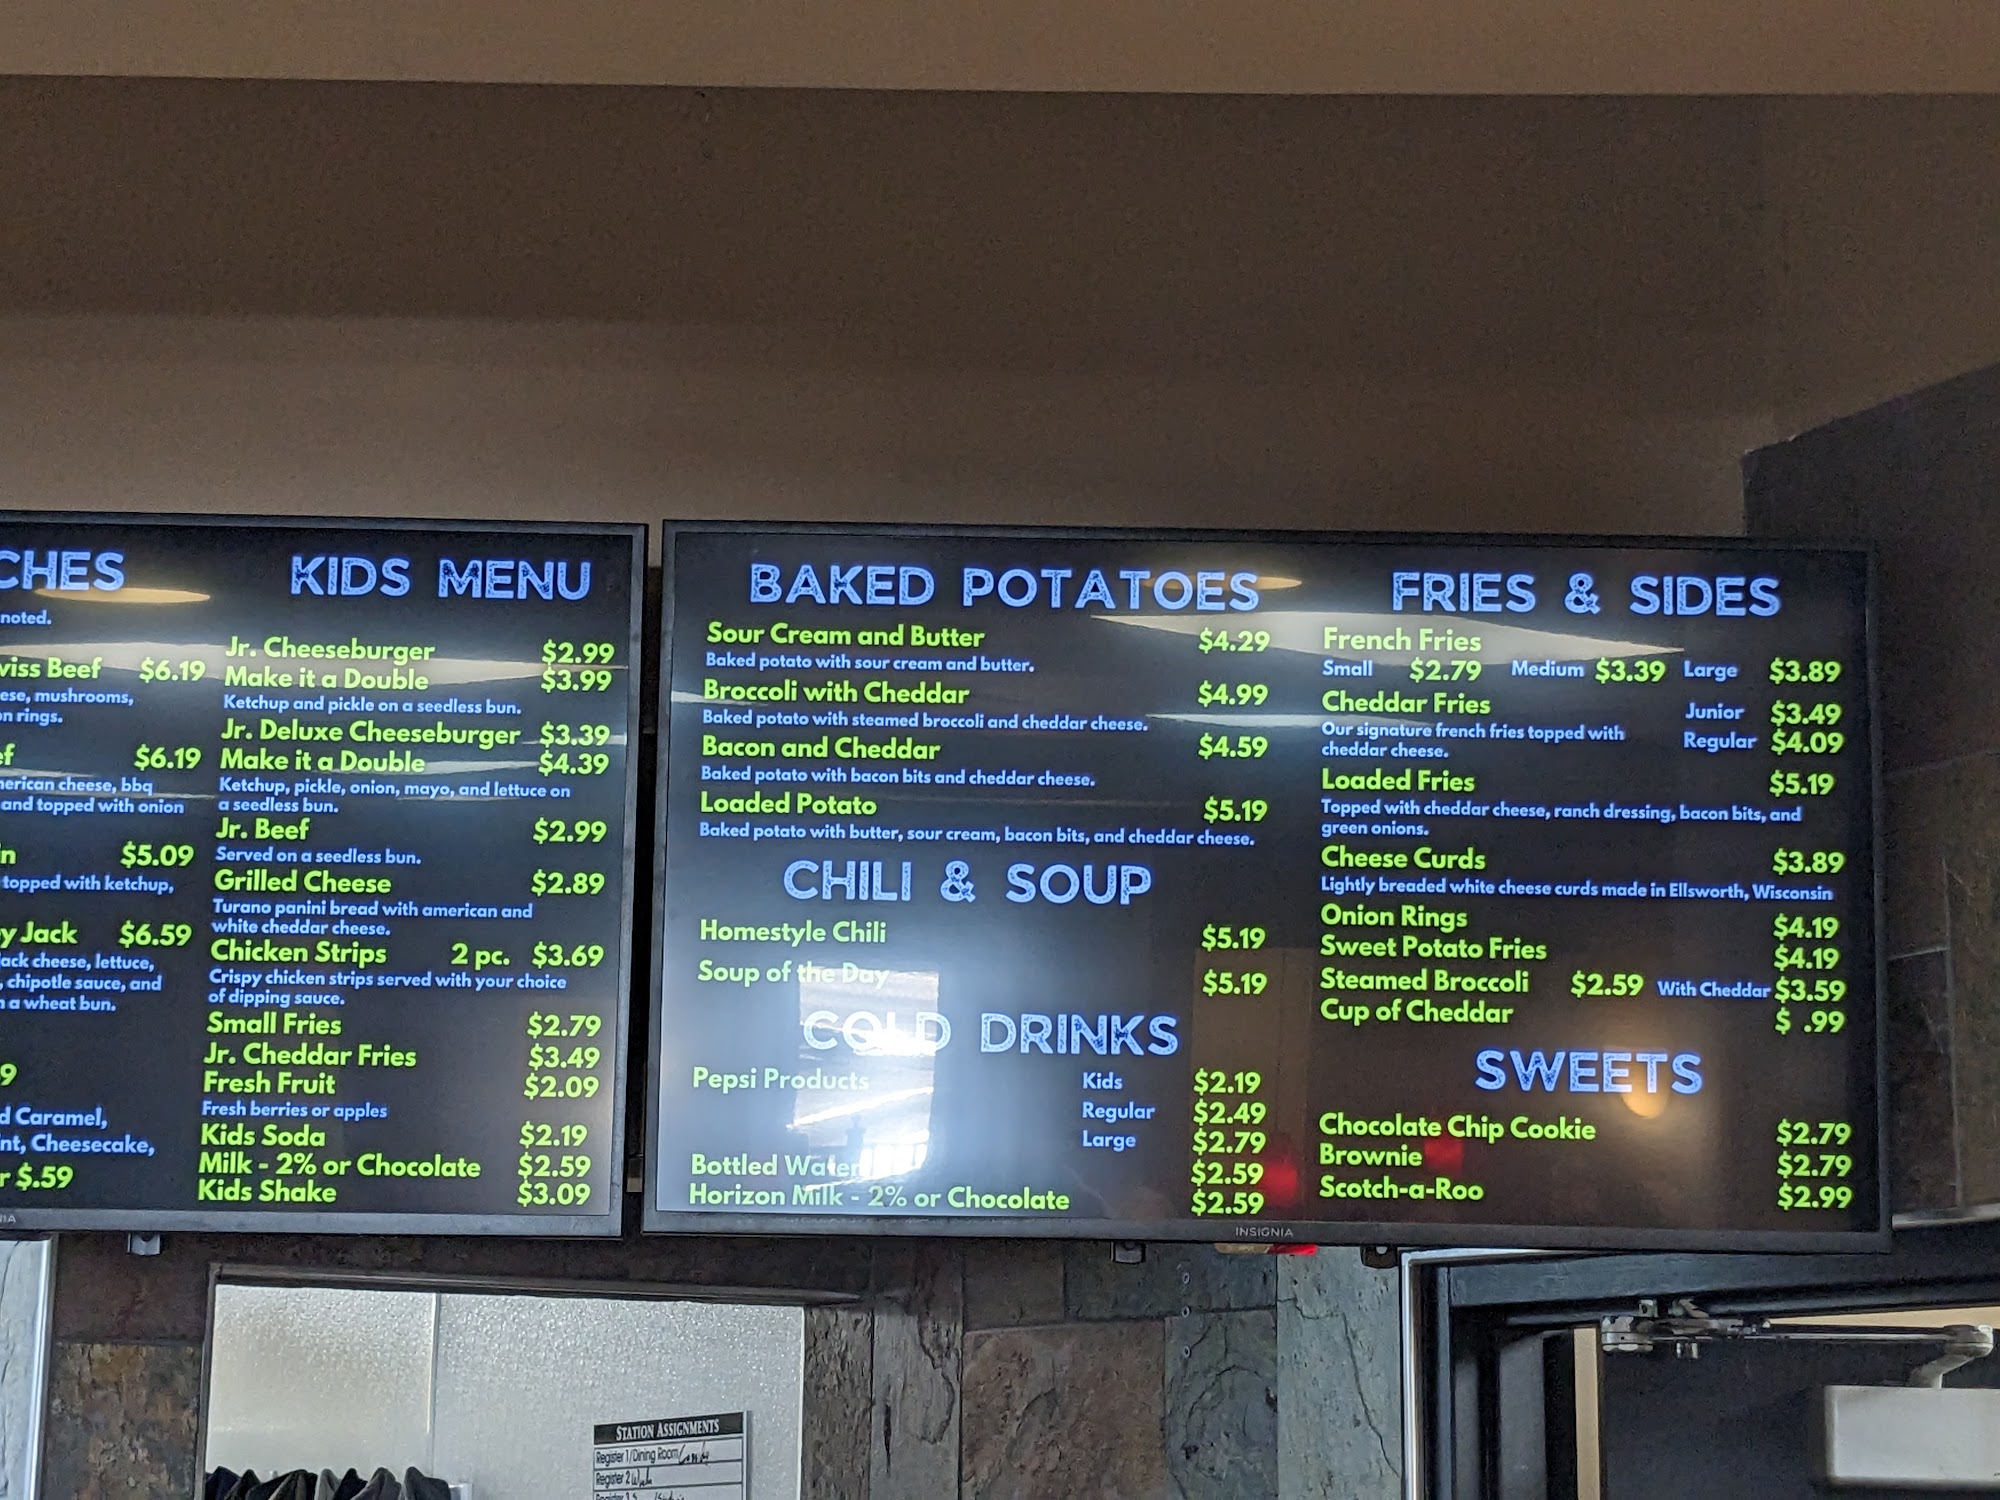 CHES
noted.
viss Beef $6.19
ese, mushrooms,
on rings.
ef $6.19
merican cheese, bbq
and topped with onion
n $5.09
topped with ketchup,
y Jack $6.59
ack cheese, lettuce,
, chipotle sauce, and
n a wheat bun.
9
d Caramel,
nt, Cheesecake,
r $.59
KIDS MENU
Jr. Cheeseburger $2.99
Make it a Double $3.99
Ketchup and pickle on a seedless bun.
Jr. Deluxe Cheeseburger $3.39
Make it a Double $4.39
Ketchup, pickle, onion, mayo, and lettuce on
a seedless bun.
Jr. Beef $2.99
Served on a seedless bun.
Grilled Cheese $2.89
Turano panini bread with american and
white cheddar cheese.
Chicken Strips 2 pc. $3.69
Crispy chicken strips served with your choice
of dipping sauce.
Small Fries $2.79
Jr. Cheddar Fries $3.49
Fresh Fruit $2.09
Fresh berries or apples
Kids Soda $2.19
Milk - 2% or Chocolate $2.59
Kids Shake $3.09
BAKED POTATOES
Sour Cream and Butter $4.29
Baked potato with sour cream and butter.
Broccoli with Cheddar $4.99
Baked potato with steamed broccoli and cheddar cheese.
Bacon and Cheddar $4.59
Baked potato with bacon bits and cheddar cheese.
Loaded Potato $5.19
Baked potato with butter, sour cream, bacon bits, and cheddar cheese.
CHILI & SOUP
Homestyle Chili $5.19
Soup of the Day $5.19
COLD DRINKS
Pepsi Products Kids $2.19
Regular $2.49
Large $2.79
Bottled Water $2.59
Horizon Milk - 2% or Chocolate $2.59
FRIES & SIDES
French Fries
Small $2.79 Medium $3.39 Large $3.89
Cheddar Fries Junior $3.49
Our signature french fries topped with
cheddar cheese.
Regular $4.09
Loaded Fries $5.19
Topped with cheddar cheese, ranch dressing, bacon bits, and
green onions.
Cheese Curds $3.89
Lightly breaded white cheese curds made in Ellsworth, Wisconsin
Onion Rings $4.19
Sweet Potato Fries $4.19
Steamed Broccoli $2.59 With Cheddar $3.59
Cup of Cheddar $ .99
SWEETS
Chocolate Chip Cookie $2.79
Brownie $2.79
Scotch-a-Roo $2.99
NIA
INSIGNIA
STATION ASSIGNMENTS
Register 1/Dining Room
Register 2